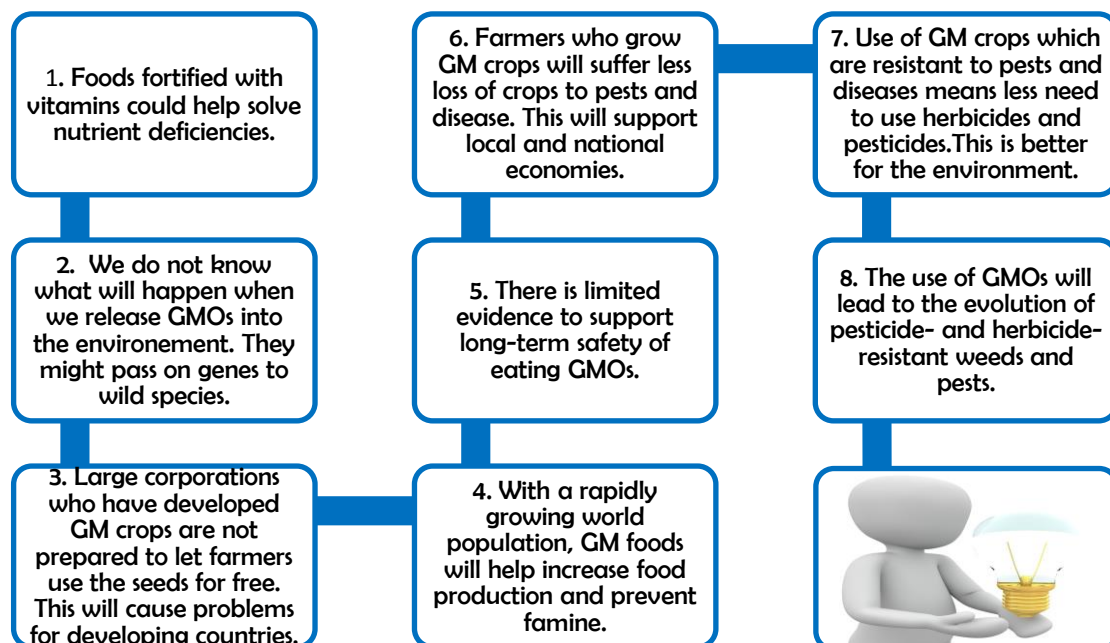 1. Foods fortified with
vitamins could help solve
nutrient deficiencies.
2. We do not know
what will happen when
we release GMOs into
the environement. They
might pass on genes to
wild species.
3. Large corporations
who have developed
GM crops are not
prepared to let farmers
use the seeds for free.
This will cause problems
for developing countries.
4. With a rapidly
growing world
population, GM foods
will help increase food
production and prevent
famine.
5. There is limited
evidence to support
long-term safety of
eating GMOs.
6. Farmers who grow
GM crops will suffer less
loss of crops to pests and
disease. This will support
local and national
economies.
7. Use of GM crops which
are resistant to pests and
diseases means less need
to use herbicides and
pesticides.This is better
for the environment.
8. The use of GMOs will
lead to the evolution of
pesticide- and herbicide-
resistant weeds and
pests.